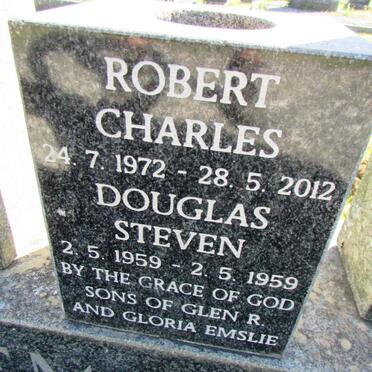 ROBERT
CHARLES
24. 7. 1972 - 28. 5. 2012
DOUGLAS
STEVEN
2. 5. 1959 - 2. 5. 1959
BY THE GRACE OF GOD
SONS OF GLEN R.
AND GLORIA EMSLIE